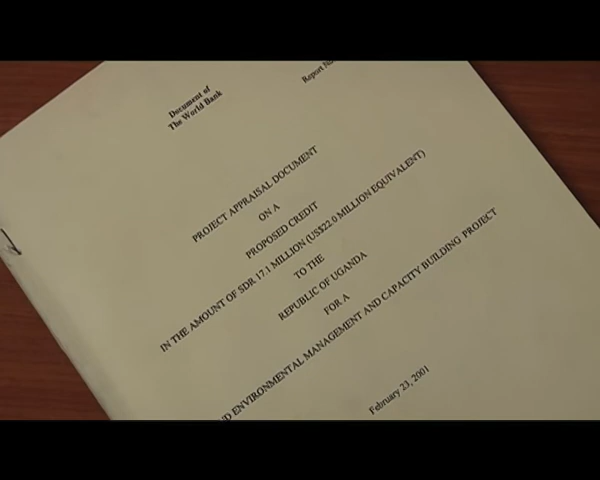 Document of
The World Bank
Report
PROJECT APPRAISAL DOCUMENT
ON A
PROPOSED CREDIT
IN THE AMOUNT OF SDR 17.1 MILLION (US$22.0 MILLION EQUIVALENT)
TO THE
REPUBLIC OF UGANDA
FOR A
ENVIRONMENTAL MANAGEMENT AND CAPACITY BUILDING PROJECT
February 23, 2001